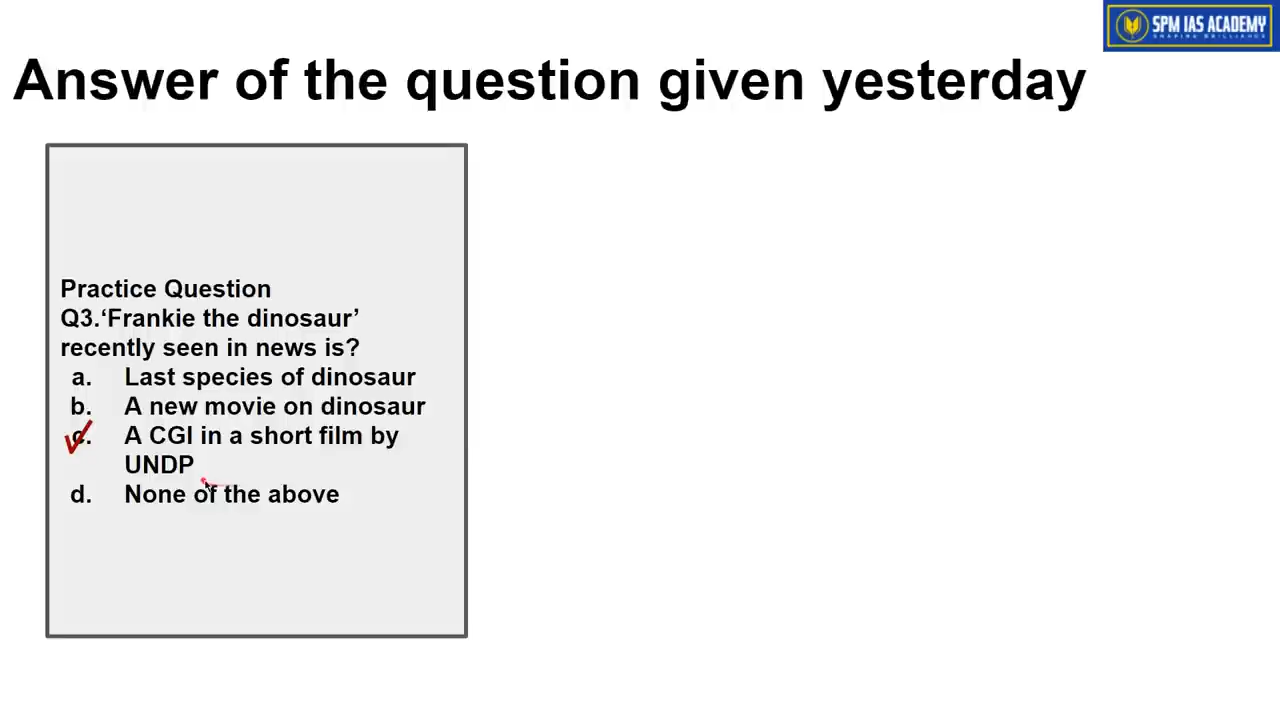 SPM IAS ACADEMY
SHAPING BRILLIANCE
Answer of the question given yesterday
Practice Question
Q3.‘Frankie the dinosaur’
recently seen in news is?
a. Last species of dinosaur
b. A new movie on dinosaur
c. A CGI in a short film by
UNDP
d. None of the above